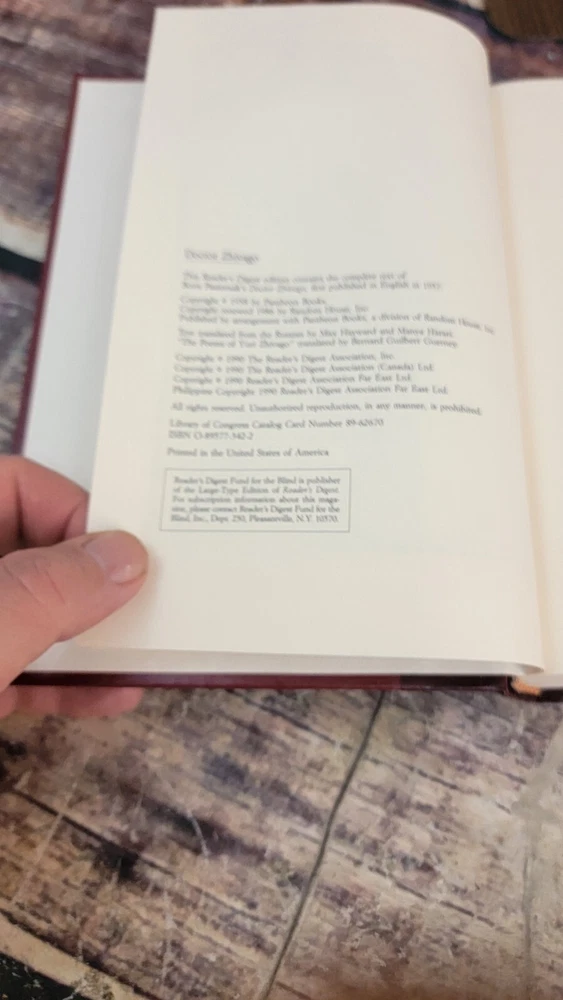 Doctor Zhivago
This Reader's Digest edition contains the complete text of
Boris Pasternak's Doctor Zhivago, first published in English in
Copyright © 1958 by Pantheon Books.
Copyright renewed 1986 by Random House, Inc.
Published by arrangement with Pantheon Books, a division of Random House, Inc.
Text translated from the Russian by Max Hayward and Manya Harari.
"The Poems of Yurii Zhivago" translated by Bernard Guilbert Guerney.
Copyright © 1990 The Reader's Digest Association, Inc.
Copyright © 1990 The Reader's Digest Association (Canada) Ltd.
Copyright © 1990 Reader's Digest Association Far East Ltd.
Philippine Copyright 1990 Reader's Digest Association Far East Ltd.
All rights reserved. Unauthorized reproduction, in any manner, is prohibited.
Library of Congress Catalog Card Number 89-62670
ISBN O-89577-342-2
Printed in the United States of America
Reader's Digest Fund for the Blind is publisher
of the Large-Type Edition of Reader's Digest.
For subscription information about this maga-
zine, please contact Reader's Digest Fund for the
Blind, Inc., Dept. 250, Pleasantville, N.Y. 10570.